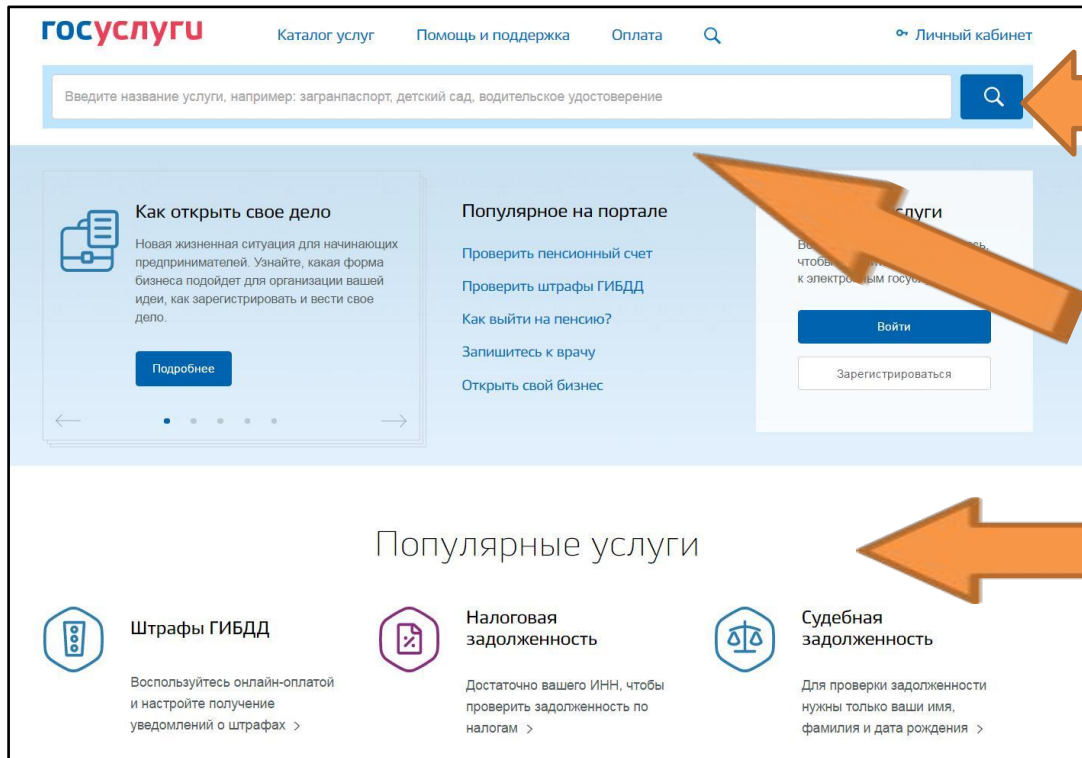 госуслуги
Каталог услуг
Помощь и поддержка
Оплата
Личный кабинет
Введите название услуги, например: загранпаспорт, детский сад, водительское удостоверение
Как открыть свое дело
Новая жизненная ситуация для начинающих
предпринимателей. Узнайте, какая форма
бизнеса подойдет для организации вашей
идеи, как зарегистрировать и вести свое
дело.
Подробнее
Популярное на портале
Проверить пенсионный счет
Проверить штрафы ГИБДД
Как выйти на пенсию?
Запишитесь к врачу
Открыть свой бизнес
чтобы
к
Войти
Зарегистрироваться
Популярные услуги
Штрафы ГИБДД
Воспользуйтесь онлайн-оплатой
и настройте получение
уведомлений о штрафах >
Налоговая
задолженность
Достаточно вашего ИНН, чтобы
проверить задолженность по
налогам >
Судебная
задолженность
Для проверки задолженности
нужны только ваши имя,
фамилия и дата рождения >